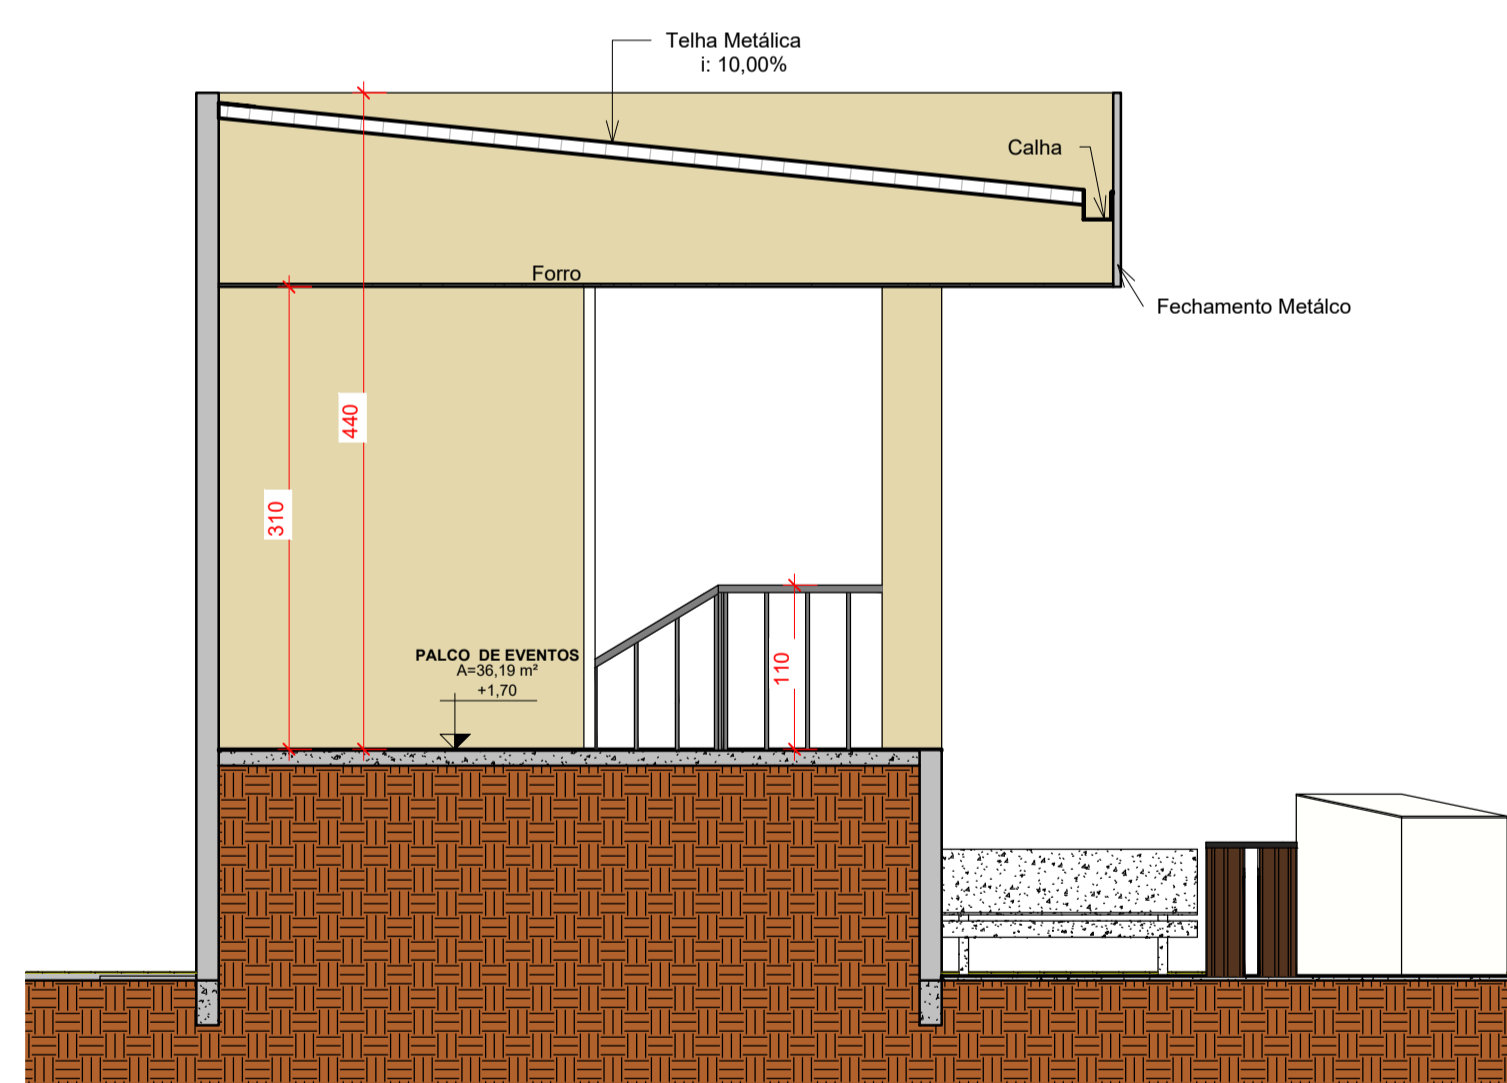 Telha Metálica
i: 10,00%
Calha
Forro
Fechamento Metálco
440
310
PALCO DE EVENTOS
A=36,19 m²
+1,70
110